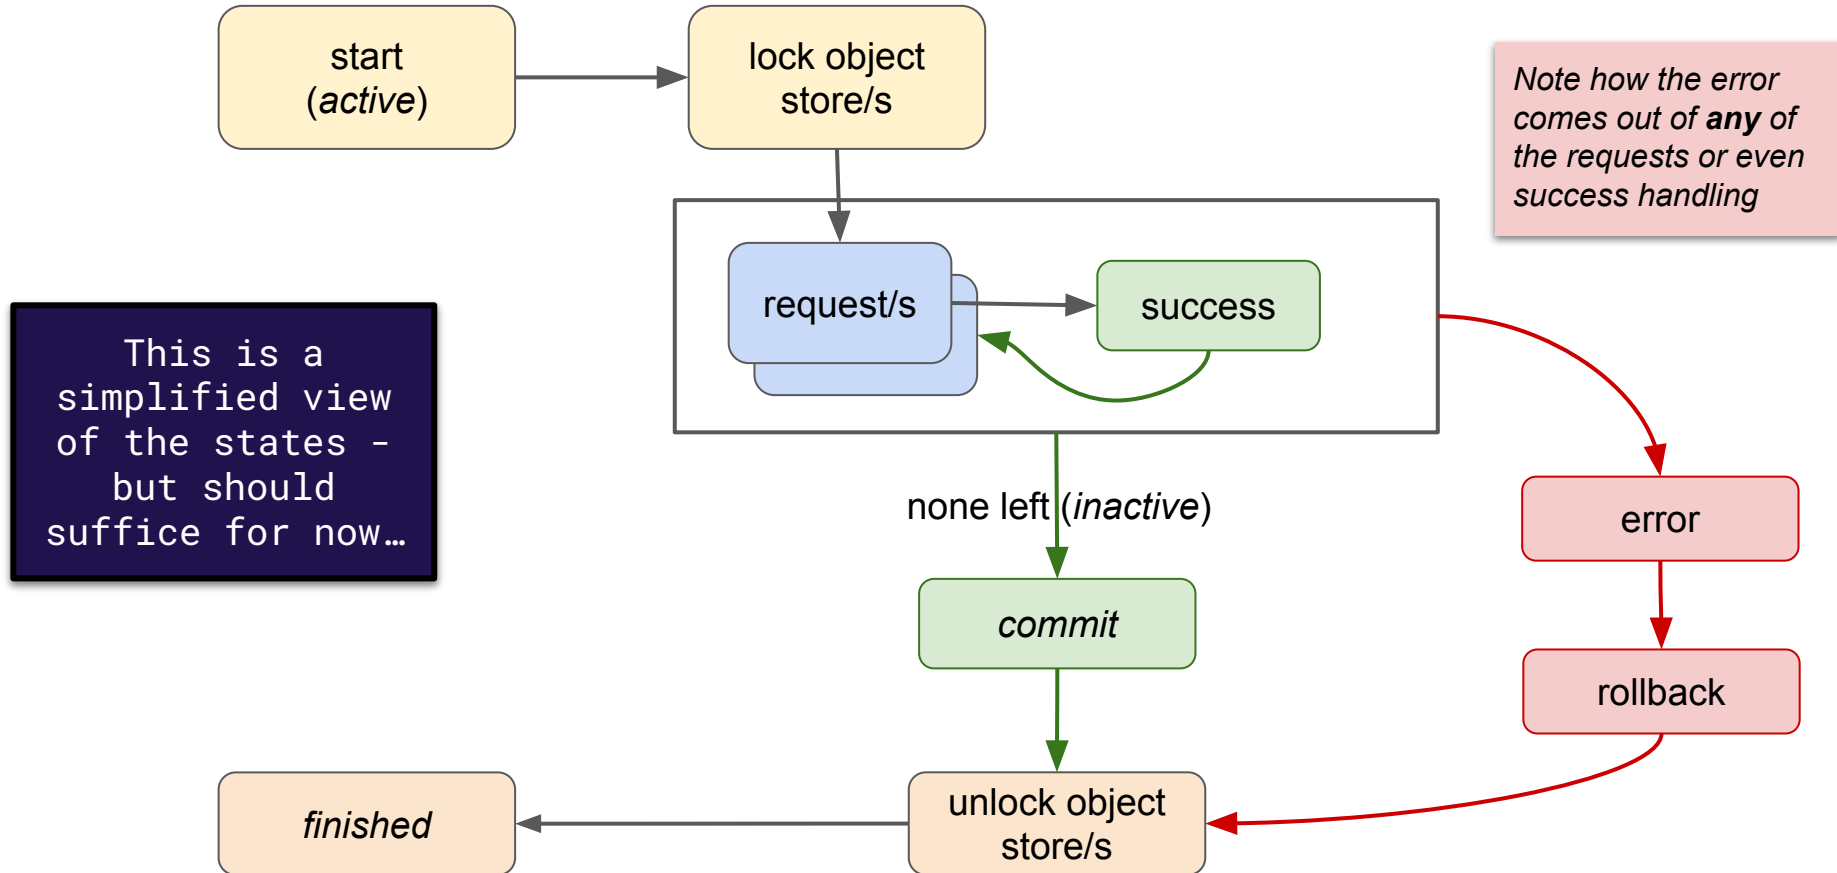 start
(active)
lock object
store/s
Note how the error
comes out of any of
the requests or even
success handling
request/s
success
This is a
simplified view
of the states -
but should
suffice for now…
none left (inactive)
error
commit
rollback
unlock object
store/s
finished